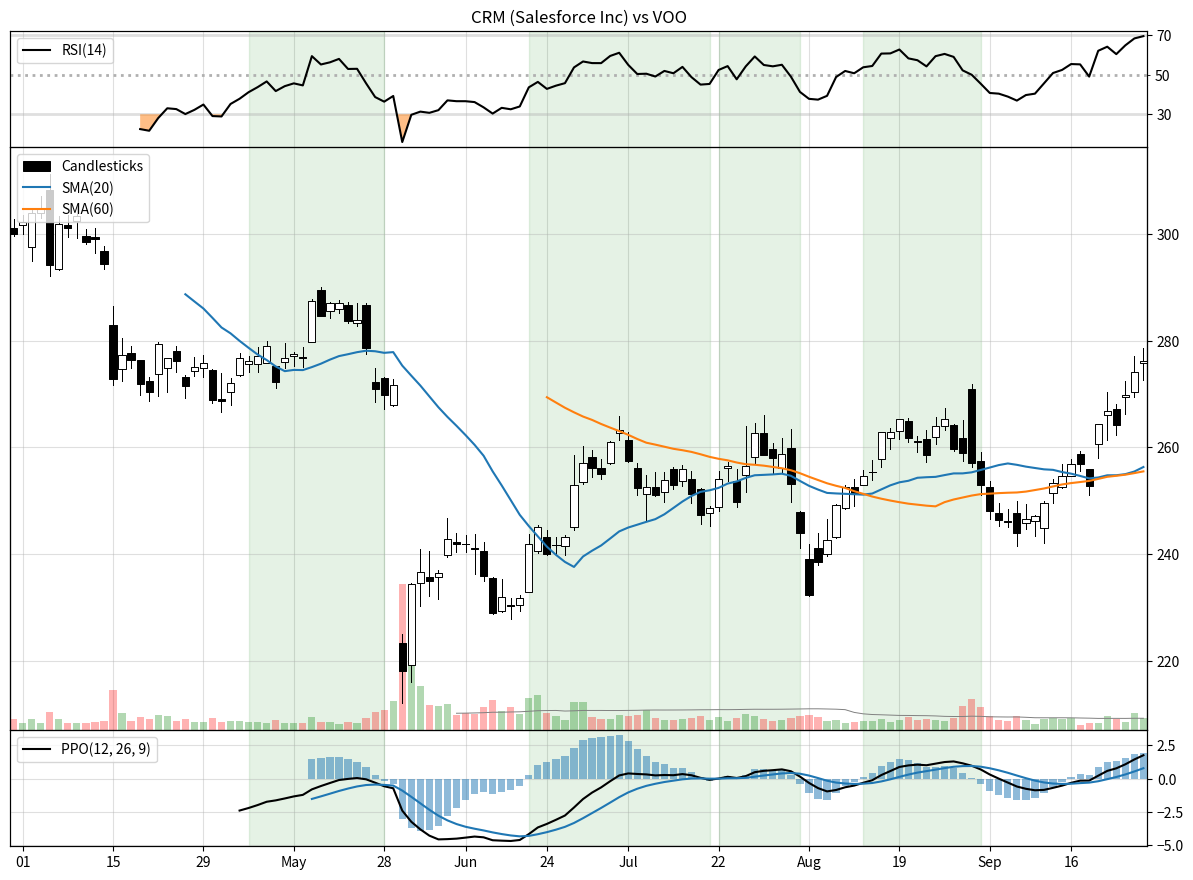 CRM (Salesforce Inc) vs VOO
RSI(14)
70
50
30
Candlesticks
SMA(20)
SMA(60)
300
280
260
240
220
PPO(12, 26, 9)
2.5
0.0
−2.5
−5.0
01 15 29 May 28 Jun 24 Jul 22 Aug 19 Sep 16